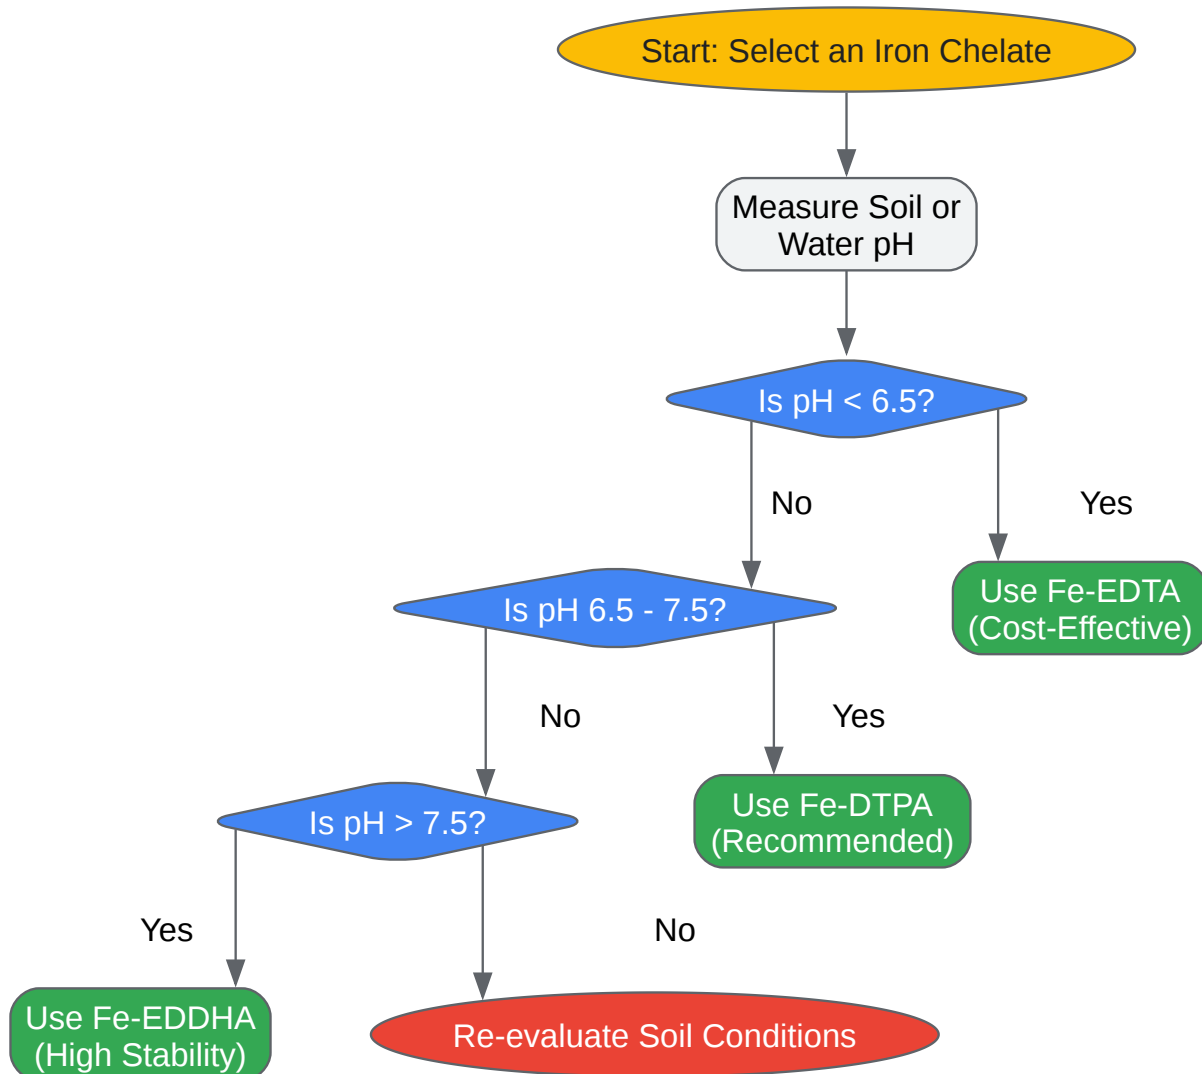 Start: Select an Iron Chelate
Measure Soil or
Water pH
Is pH < 6.5?
No
Yes
Use Fe-EDTA
(Cost-Effective)
Is pH 6.5 - 7.5?
No
Yes
Use Fe-DTPA
(Recommended)
Is pH > 7.5?
Yes
No
Use Fe-EDDHA
(High Stability)
Re-evaluate Soil Conditions